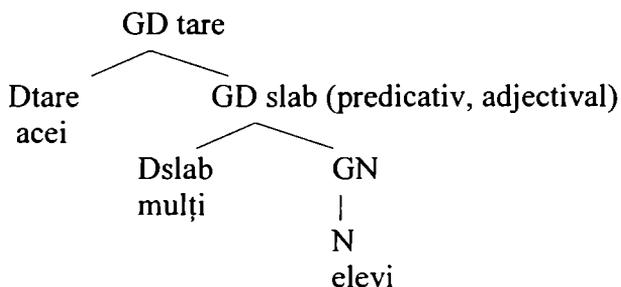 GD tare
Dtare GD slab (predicativ, adjectival)
acei
Dslab GN
mulți
N
elevi